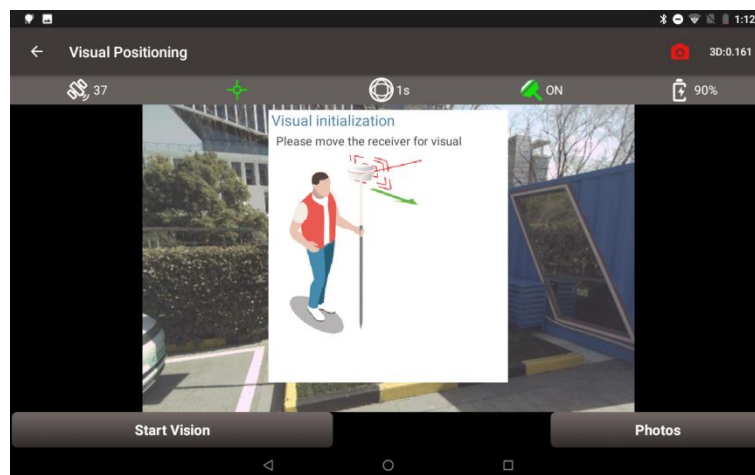 1:12
Visual Positioning
3D:0.161
37
1s
ON
90%
Visual initialization
Please move the receiver for visual
Start Vision
Photos